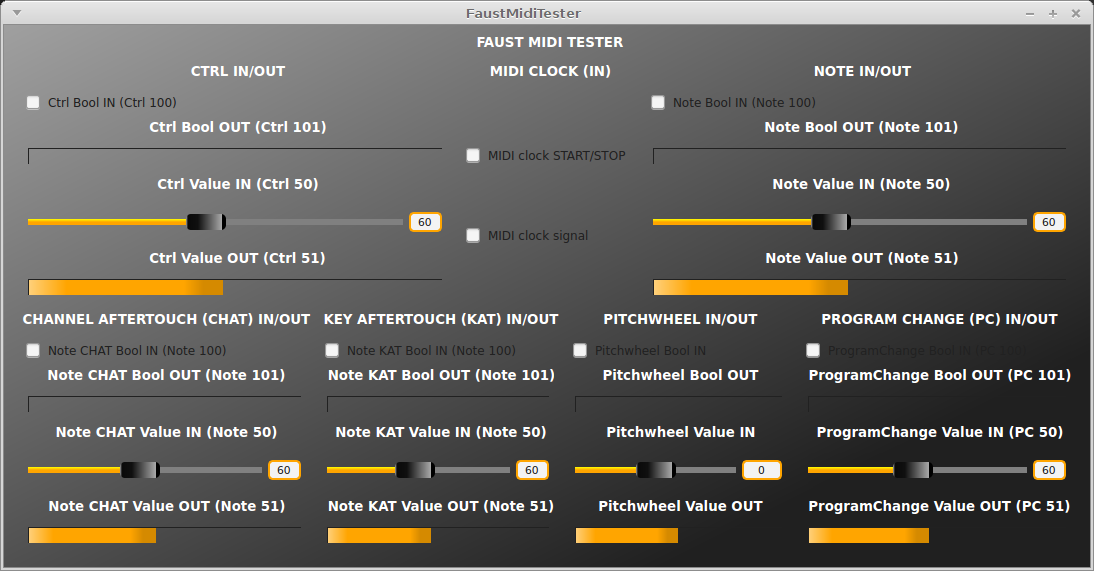 FaustMidiTester
FAUST MIDI TESTER
CTRL IN/OUT
Ctrl Bool IN (Ctrl 100)
Ctrl Bool OUT (Ctrl 101)
Ctrl Value IN (Ctrl 50)
60
Ctrl Value OUT (Ctrl 51)
MIDI CLOCK (IN)
MIDI clock START/STOP
MIDI clock signal
NOTE IN/OUT
Note Bool IN (Note 100)
Note Bool OUT (Note 101)
Note Value IN (Note 50)
60
Note Value OUT (Note 51)
CHANNEL AFTERTOUCH (CHAT) IN/OUT
Note CHAT Bool IN (Note 100)
Note CHAT Bool OUT (Note 101)
Note CHAT Value IN (Note 50)
60
Note CHAT Value OUT (Note 51)
KEY AFTERTOUCH (KAT) IN/OUT
Note KAT Bool IN (Note 100)
Note KAT Bool OUT (Note 101)
Note KAT Value IN (Note 50)
60
Note KAT Value OUT (Note 51)
PITCHWHEEL IN/OUT
Pitchwheel Bool IN
Pitchwheel Bool OUT
Pitchwheel Value IN
0
Pitchwheel Value OUT
PROGRAM CHANGE (PC) IN/OUT
ProgramChange Bool IN (PC
ProgramChange Bool OUT (PC 101)
ProgramChange Value IN (PC 50)
60
ProgramChange Value OUT (PC 51)